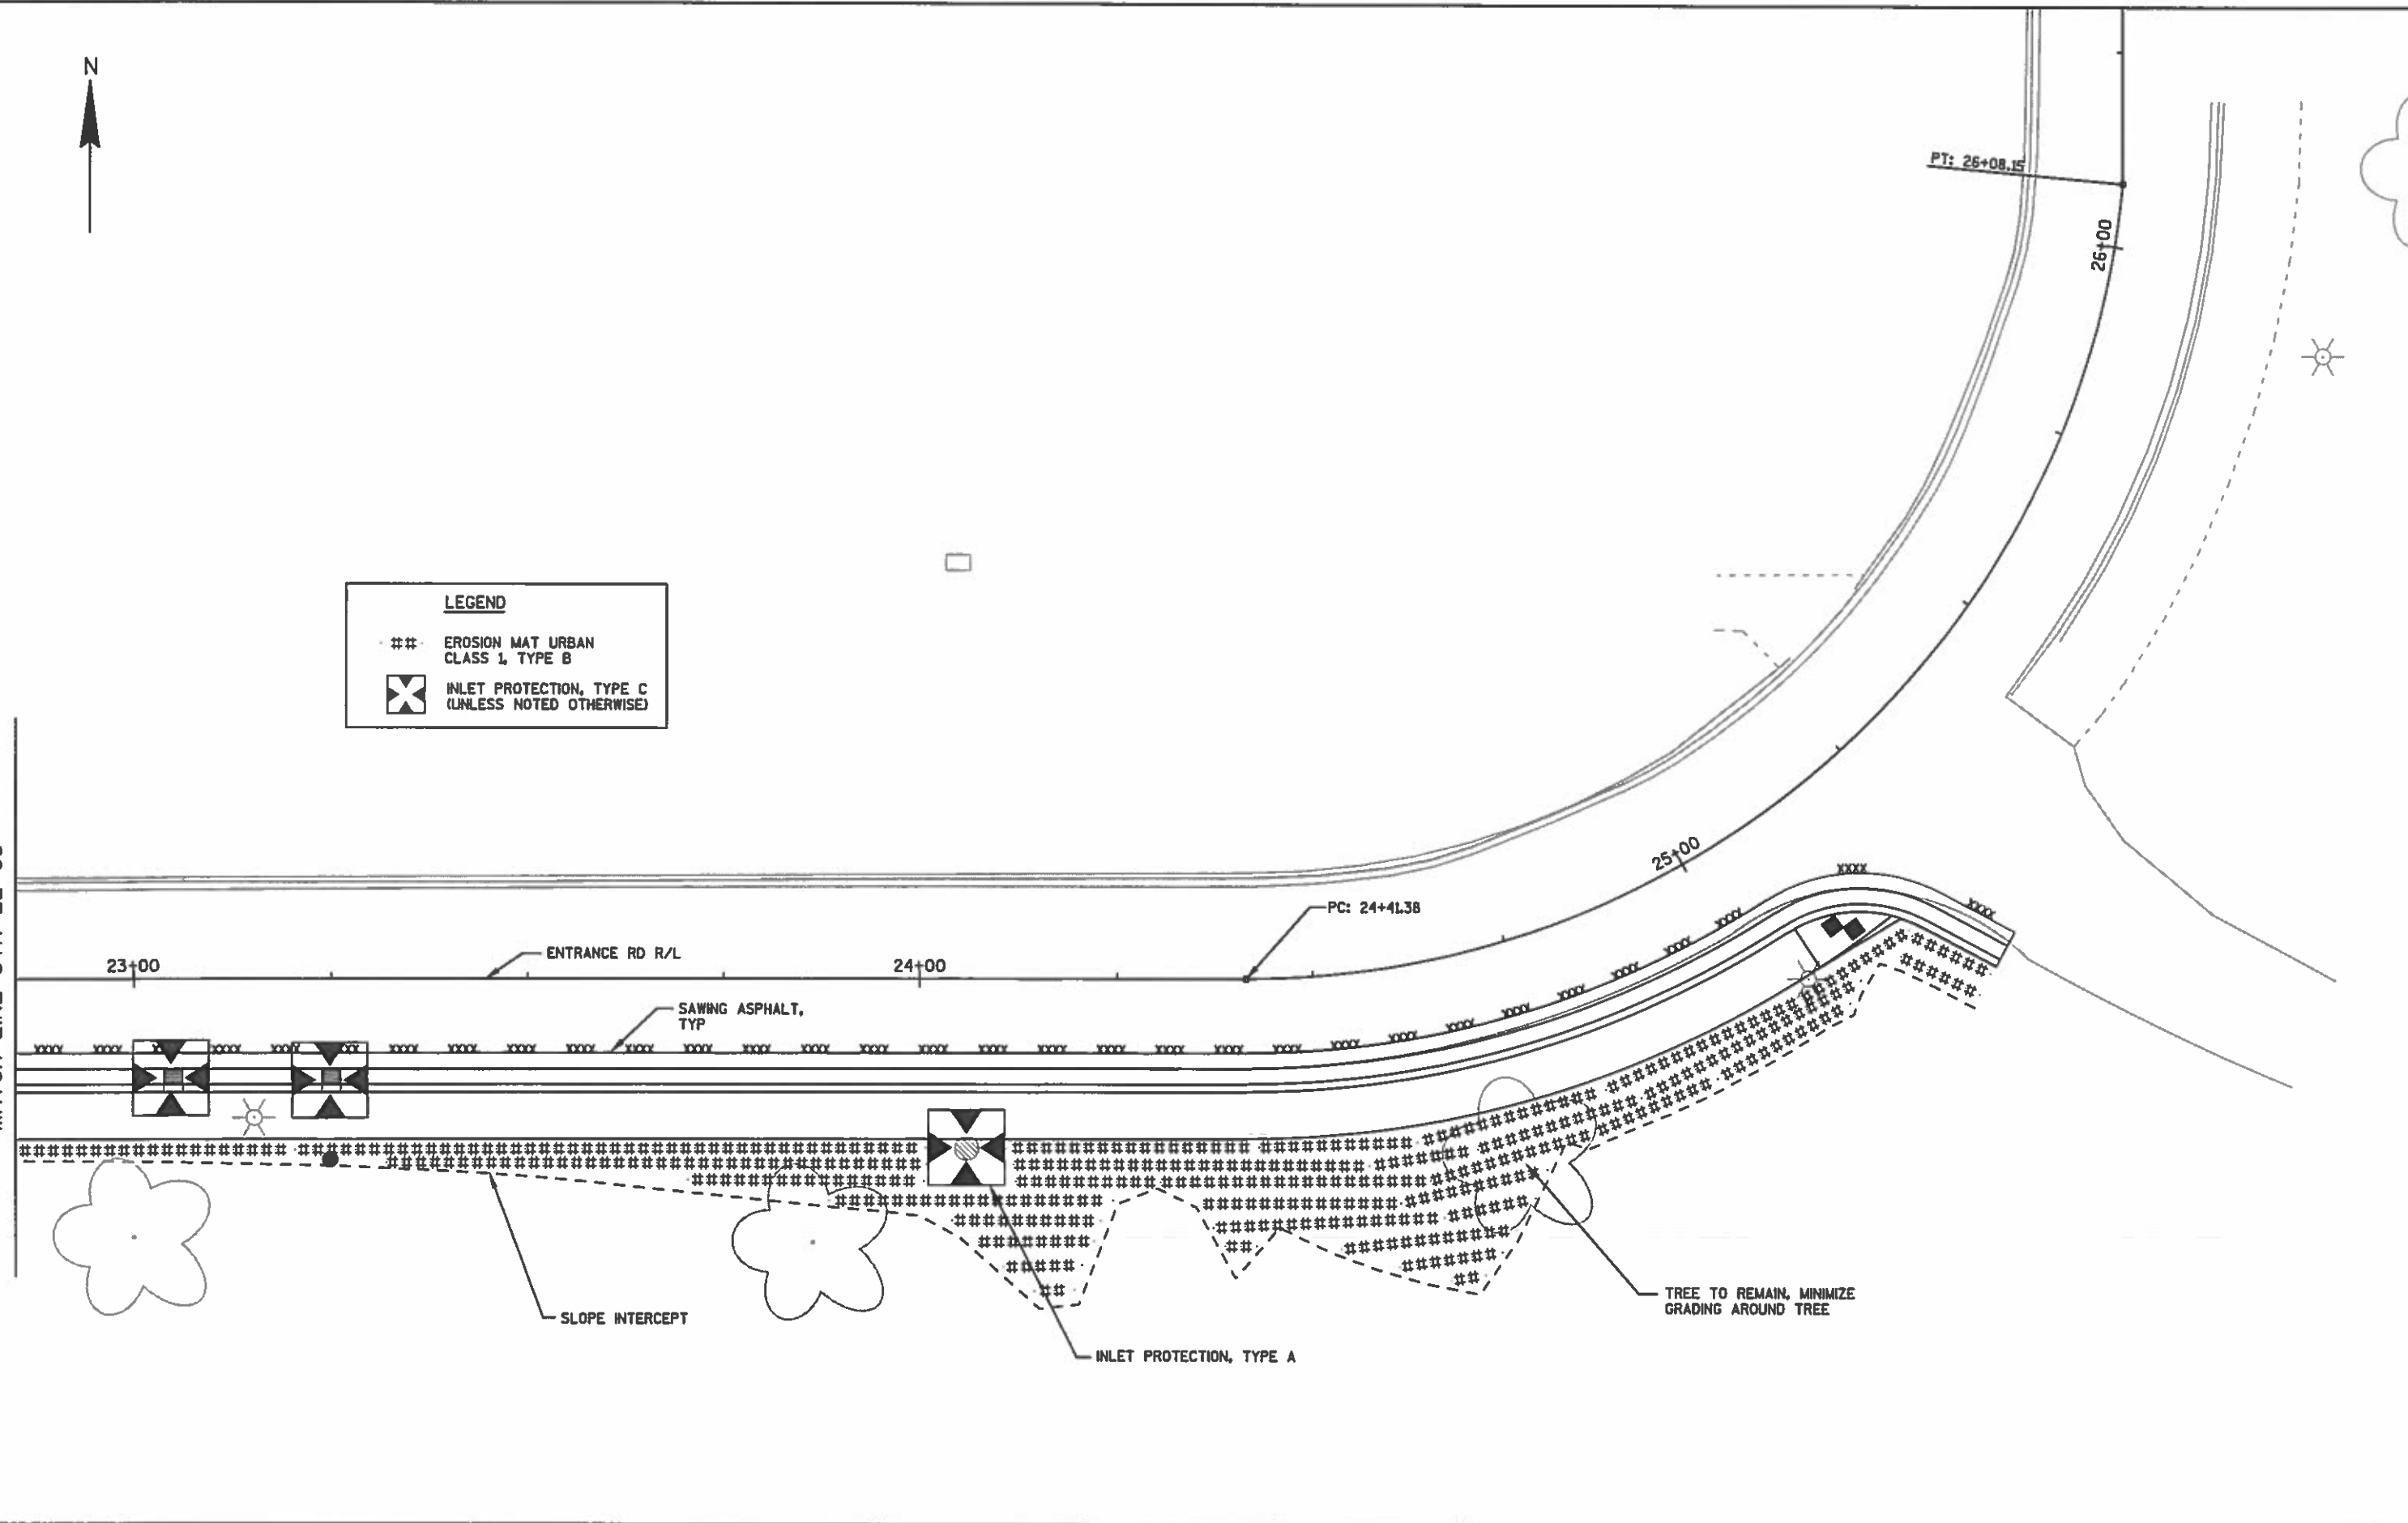 N
PT: 26+08.15
26+00
LEGEND
## EROSION MAT URBAN
CLASS 1, TYPE B
INLET PROTECTION, TYPE C
(UNLESS NOTED OTHERWISE)
25+00
PC: 24+41.38
ENTRANCE RD R/L
23+00
24+00
SAWING ASPHALT,
TYP
SLOPE INTERCEPT
TREE TO REMAIN, MINIMIZE
GRADING AROUND TREE
INLET PROTECTION, TYPE A